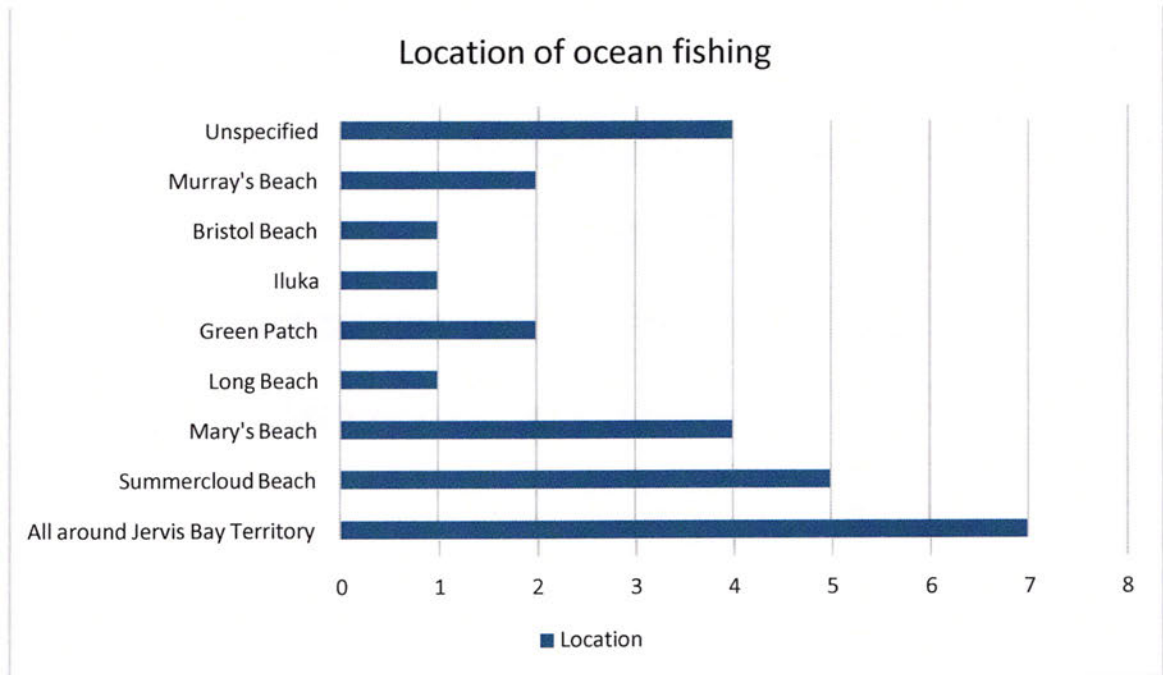 Location of ocean fishing
Unspecified
Murray's Beach
Bristol Beach
Iluka
Green Patch
Long Beach
Mary's Beach
Summercloud Beach
All around Jervis Bay Territory
0 1 2 3 4 5 6 7 8
Location